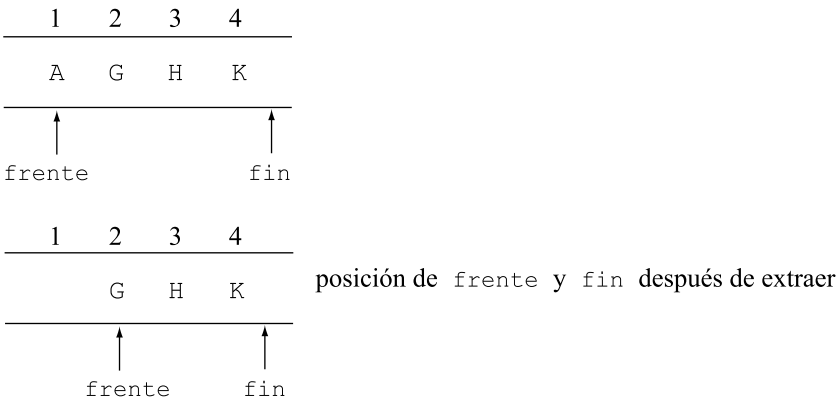 1 2 3 4
A G H K
frente fin
1 2 3 4
G H K
posición de frente y fin después de extraer
frente fin